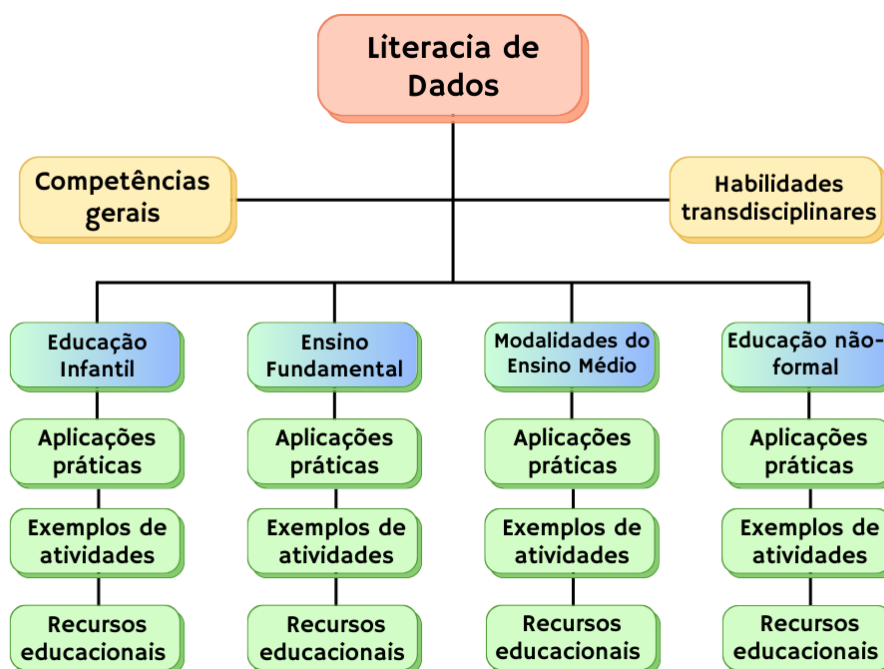 Literacia de
Dados
Competências
gerais
Habilidades
transdisciplinares
Educação
Infantil
Ensino
Fundamental
Modalidades do
Ensino Médio
Educação não-
formal
Aplicações
práticas
Aplicações
práticas
Aplicações
práticas
Aplicações
práticas
Exemplos de
atividades
Exemplos de
atividades
Exemplos de
atividades
Exemplos de
atividades
Recursos
educacionais
Recursos
educacionais
Recursos
educacionais
Recursos
educacionais